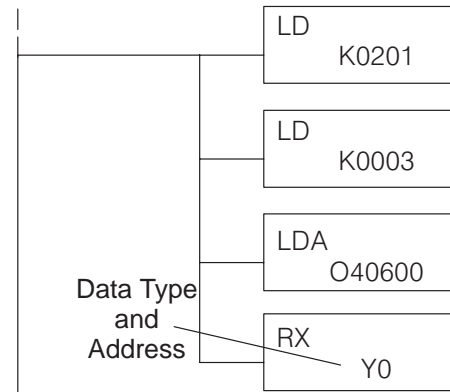 LD
K0201
LD
K0003
LDA
O40600
Data Type
and
Address
RX
Y0